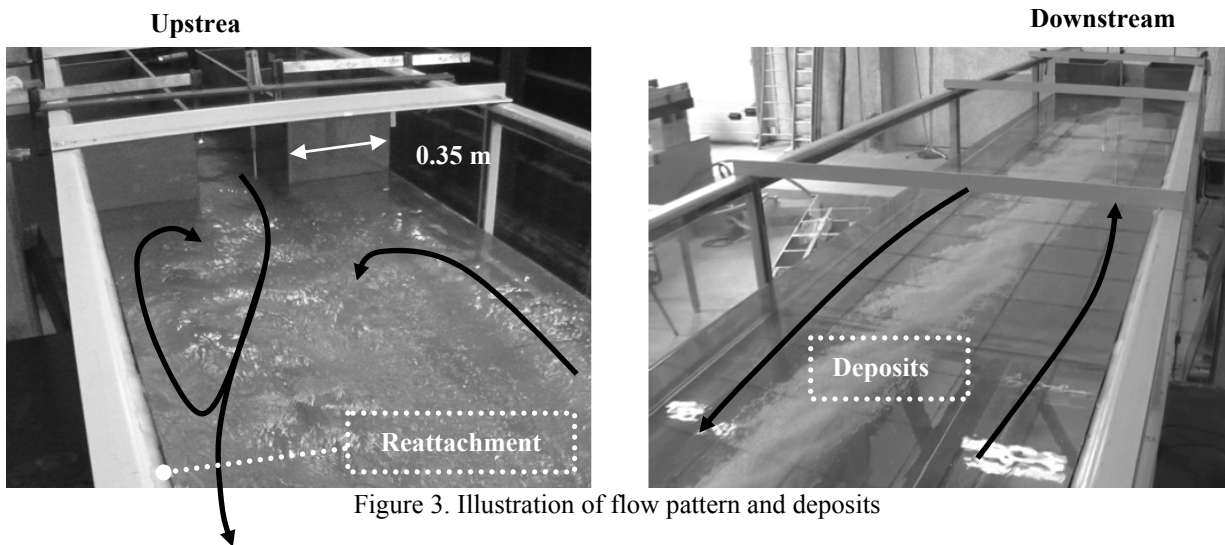 Upstrea
Downstream
0.35 m
Reattachment
Deposits
Figure 3. Illustration of flow pattern and deposits